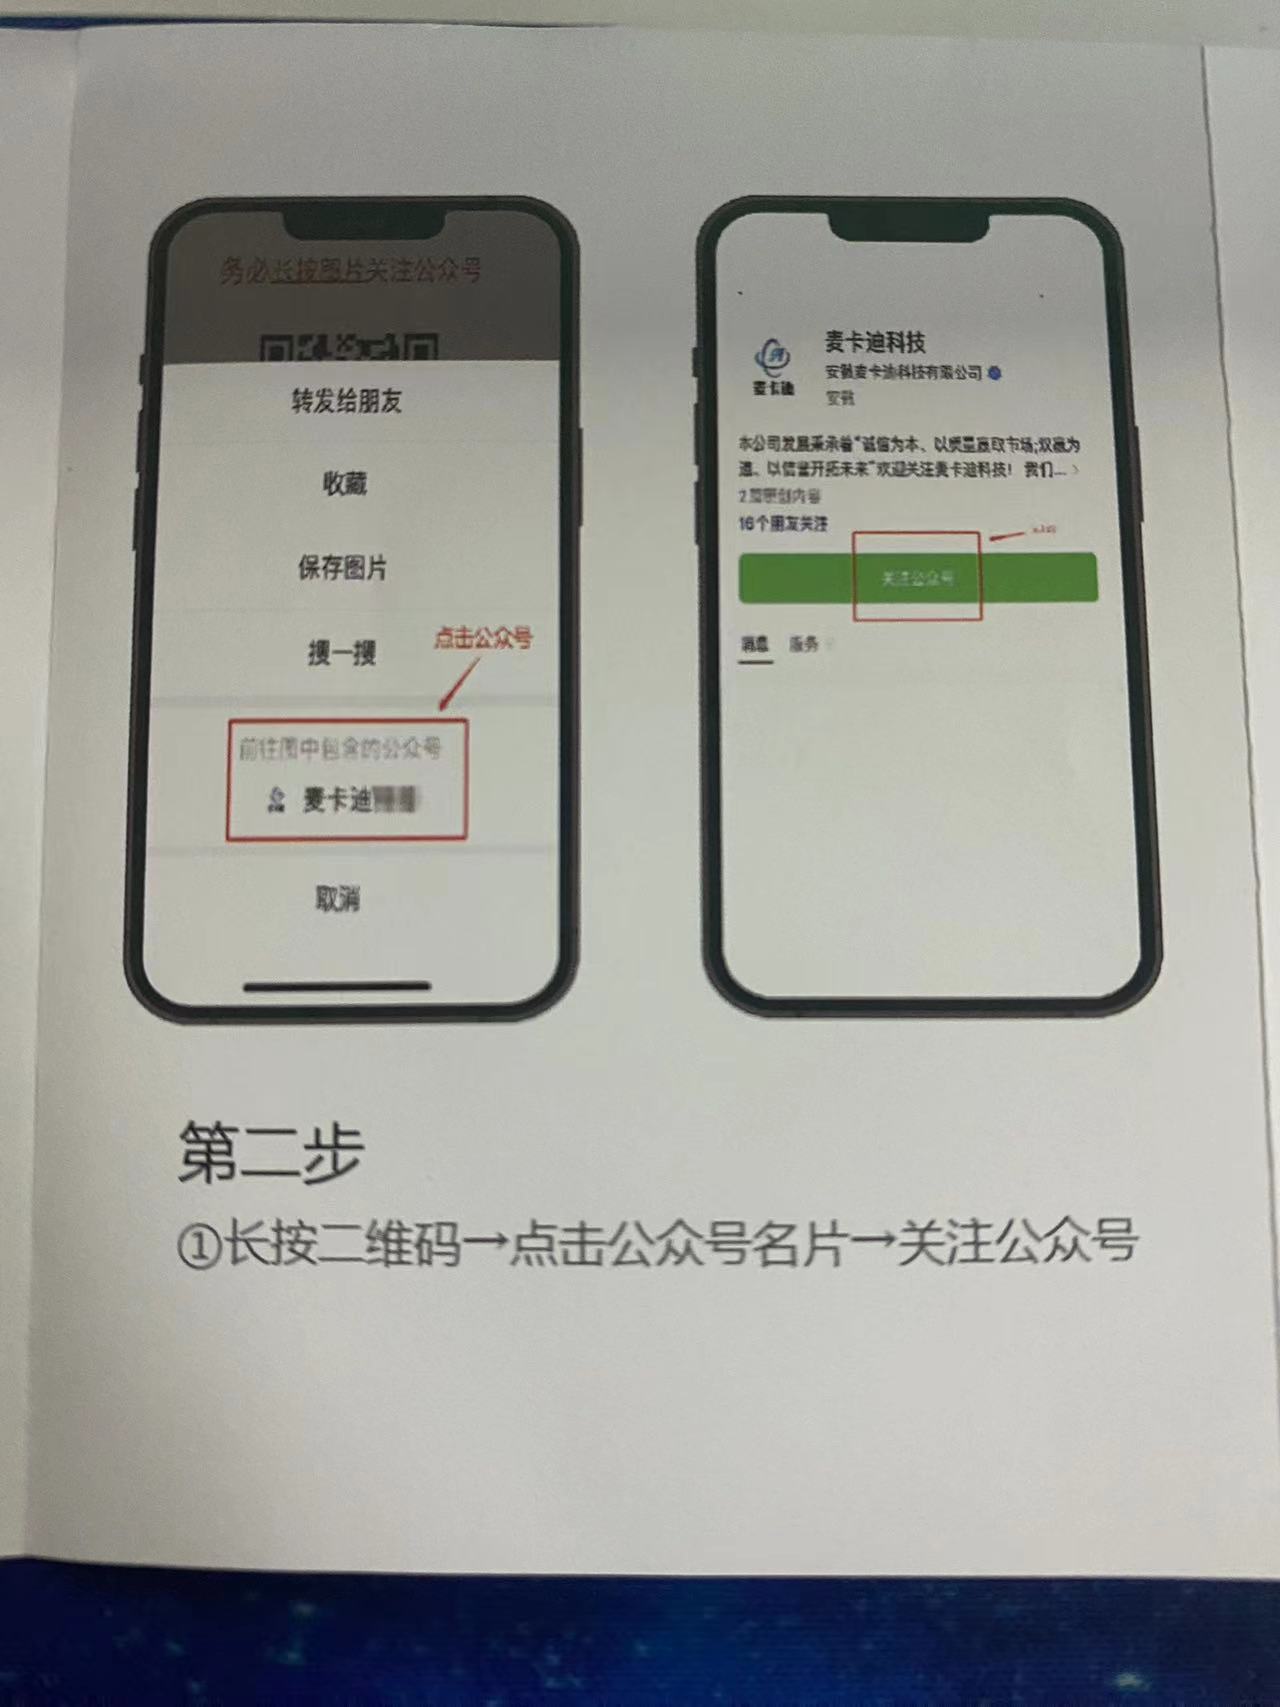 务必长按图片关注公众号
转发给朋友
收藏
保存图片
搜一搜
点击公众号
前往图中包含的公众号
麦卡迪
取消
麦卡迪科技
安徽麦卡迪科技有限公司
安徽
麦卡迪
本公司发展秉承着“诚信为本、以质量赢取市场;双赢为
道、以信誉开拓未来”欢迎关注麦卡迪科技! 我们...
2篇原创内容
16个朋友关注
关注公众号
消息 服务
第二步
①长按二维码→点击公众号名片→关注公众号